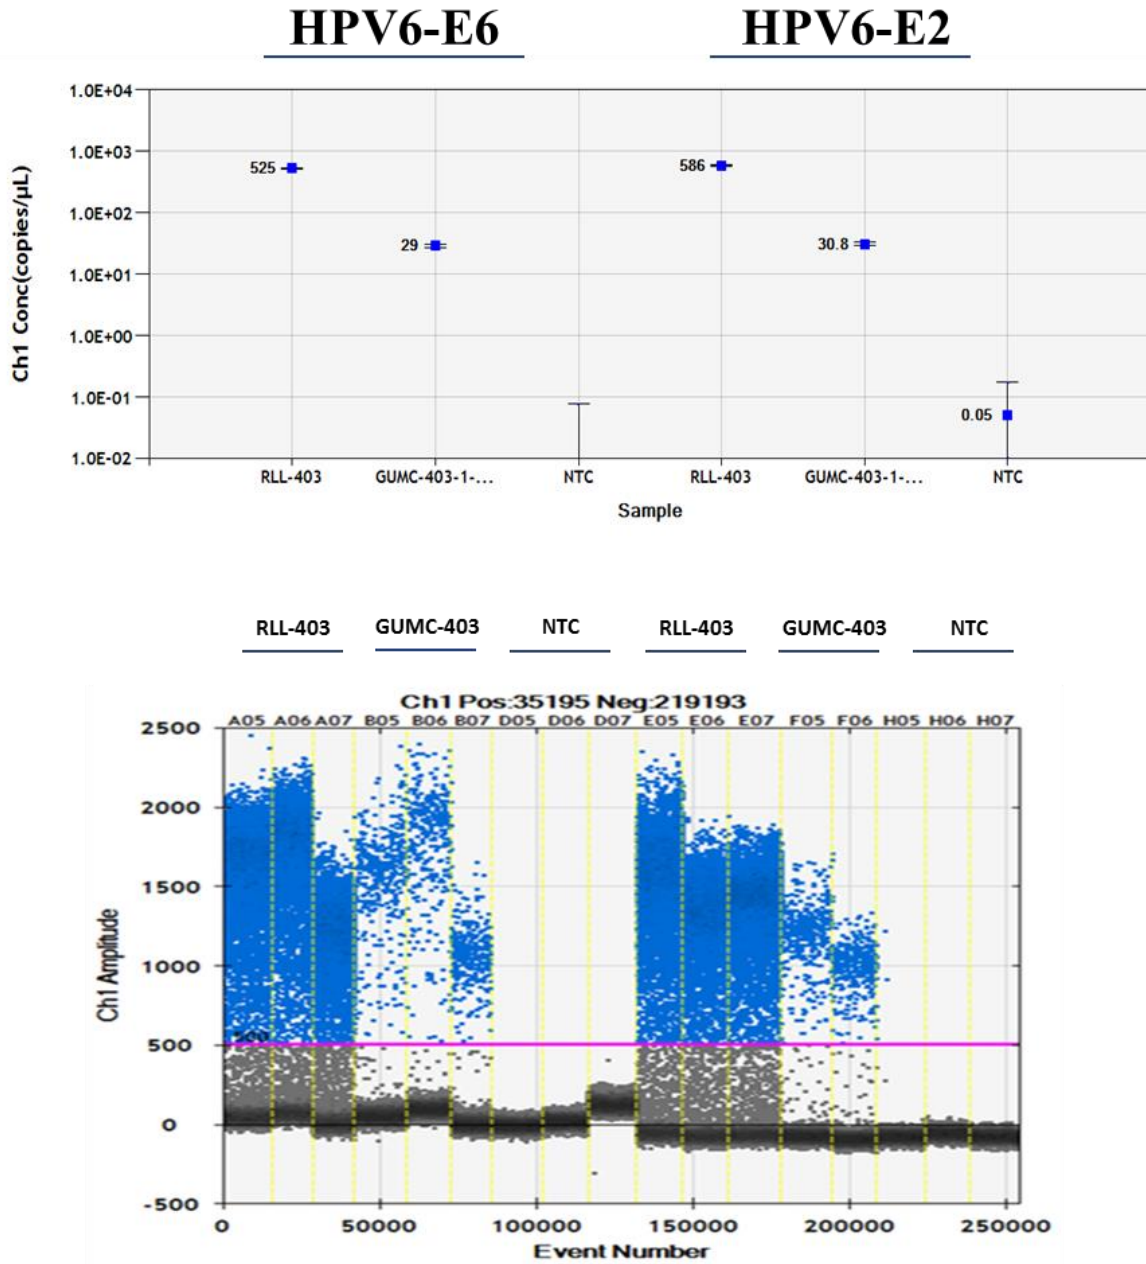 HPV6-E6 HPV6-E2
1.0E+04
1.0E+03
525 586
1.0E+02
29 30.8
1.0E+01
1.0E+00
1.0E-01
0.05
1.0E-02
Ch1 Conc(copies/µL)
RLL-403 GUMC-403-1-... NTC RLL-403 GUMC-403-1-... NTC
Sample
RLL-403 GUMC-403 NTC RLL-403 GUMC-403 NTC
Ch1 Pos:35195 Neg:219193
A05 A06 A07 B05 B06 B07 D05 D06 D07 E05 E06 E07 F05 F06 H05 H06 H07
2500
2000
1500
1000
500 500
0
-500
Ch1 Amplitude
0 50000 100000 150000 200000 250000
Event Number